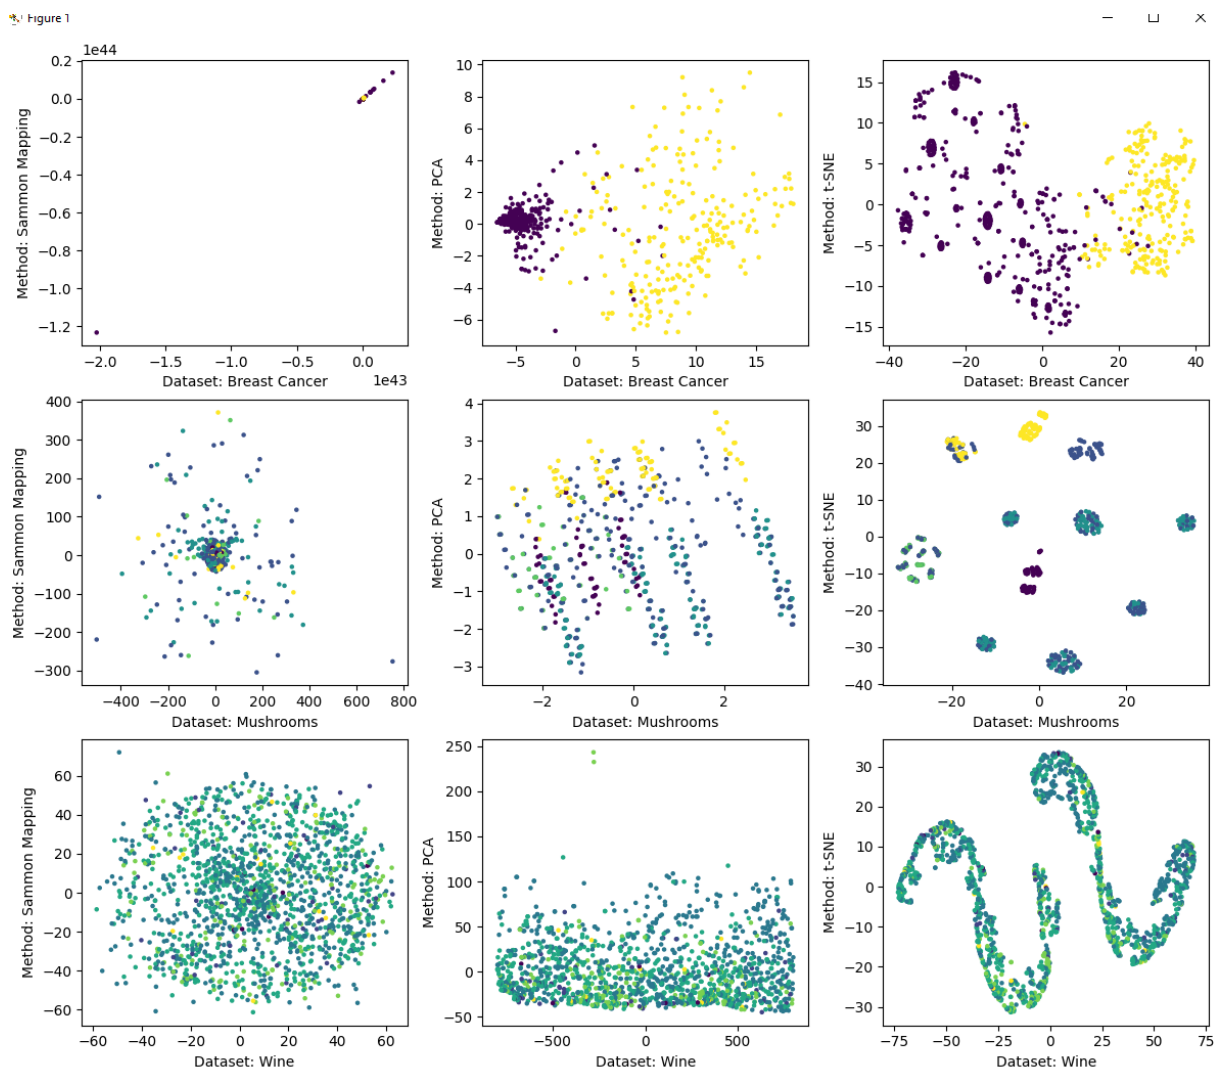 Figure 1
1e44
0.2
0.0
−0.2
−0.4
−0.6
−0.8
−1.0
−1.2
Method: Sammon Mapping
−2.0 −1.5 −1.0 −0.5 0.0
1e43
Dataset: Breast Cancer
10
8
6
4
2
0
−2
−4
−6
Method: PCA
−5 0 5 10 15
Dataset: Breast Cancer
15
10
5
0
−5
−10
−15
Method: t-SNE
−40 −20 0 20 40
Dataset: Breast Cancer
400
300
200
100
0
−100
−200
−300
Method: Sammon Mapping
−400 −200 0 200 400 600 800
Dataset: Mushrooms
4
3
2
1
0
−1
−2
−3
Method: PCA
−2 0 2
Dataset: Mushrooms
30
20
10
0
−10
−20
−30
−40
Method: t-SNE
−20 0 20
Dataset: Mushrooms
60
40
20
0
−20
−40
−60
Method: Sammon Mapping
−60 −40 −20 0 20 40 60
Dataset: Wine
250
200
150
100
50
0
−50
Method: PCA
−500 0 500
Dataset: Wine
30
20
10
0
−10
−20
−30
Method: t-SNE
−75 −50 −25 0 25 50 75
Dataset: Wine